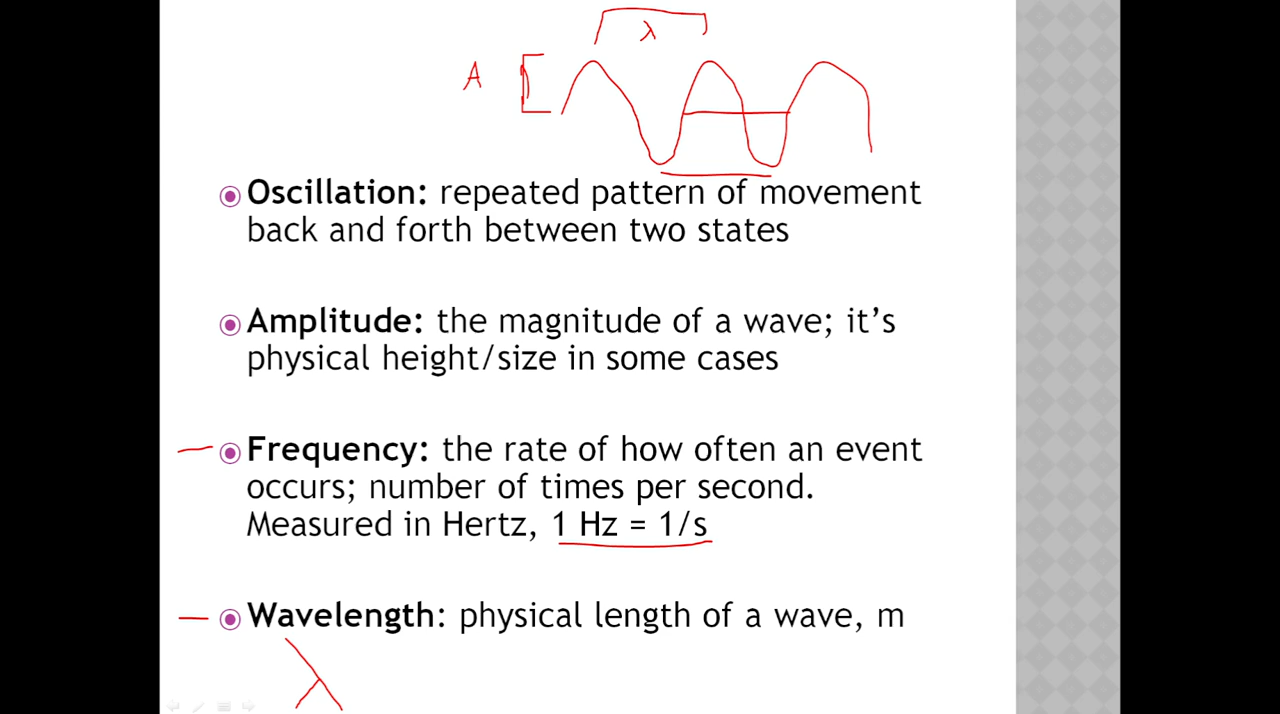 λ
A
Oscillation: repeated pattern of movement
back and forth between two states
Amplitude: the magnitude of a wave; it’s
physical height/size in some cases
Frequency: the rate of how often an event
occurs; number of times per second.
Measured in Hertz, 1 Hz = 1/s
Wavelength: physical length of a wave, m
λ